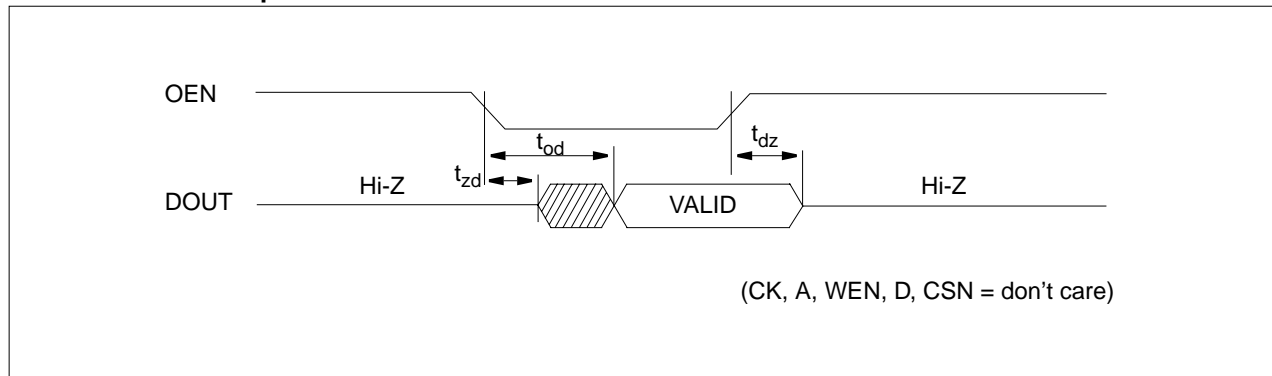 OEN
t_od
t_dz
t_zd
Hi-Z
Hi-Z
DOUT
VALID
(CK, A, WEN, D, CSN = don't care)